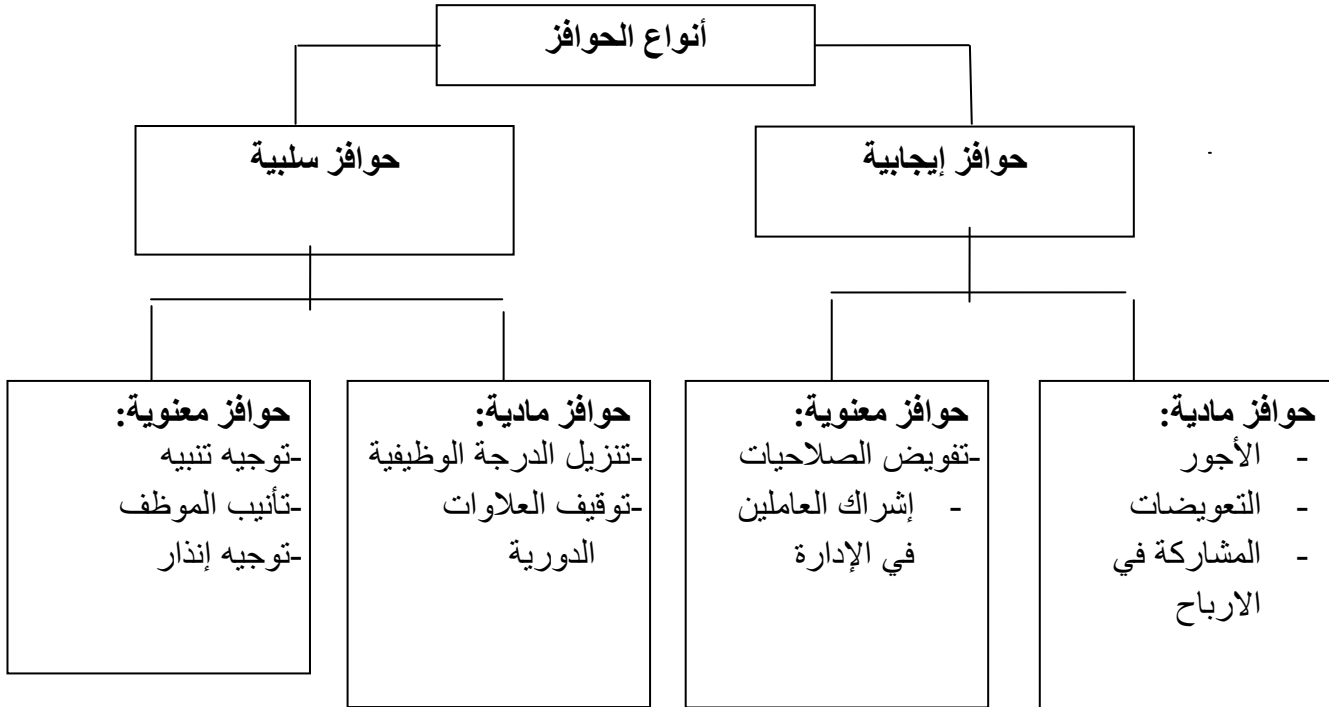 أنواع الحوافز
حوافز إيجابية
حوافز سلبية
حوافز مادية:
- الأجور
- التعويضات
- المشاركة في
الارباح
حوافز معنوية:
-تفويض الصلاحيات
- إشراك العاملين
في الإدارة
حوافز مادية:
-تنزيل الدرجة الوظيفية
-توقيف العلاوات
الدورية
حوافز معنوية:
-توجيه تنبيه
-تأنيب الموظف
-توجيه إنذار